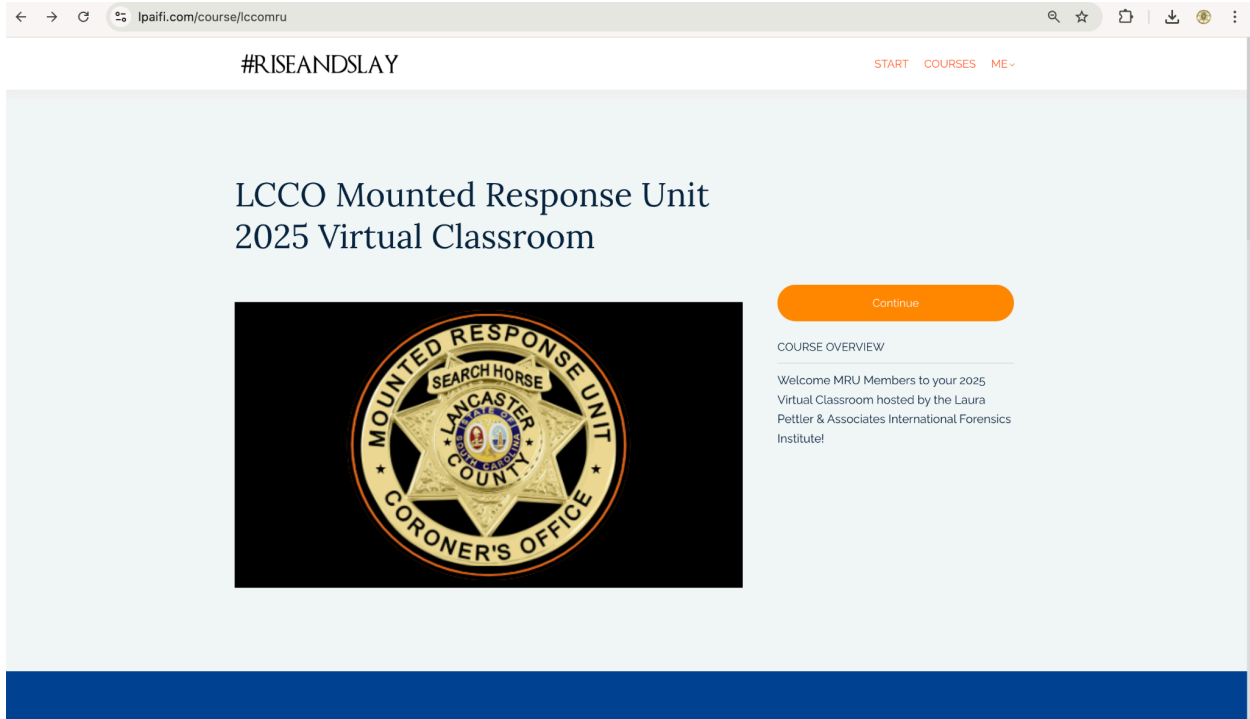 lpaifi.com/course/lccomru
#RISEANDSLAY
START COURSES ME
LCCO Mounted Response Unit
2025 Virtual Classroom
Continue
COURSE OVERVIEW
Welcome MRU Members to your 2025
Virtual Classroom hosted by the Laura
Pettler & Associates International Forensics
Institute!
MOUNTED RESPONSE UNIT
SEARCH HORSE
LANCASTER
STATE OF
SOUTH CAROLINA
COUNTY
CORONER'S OFFICE